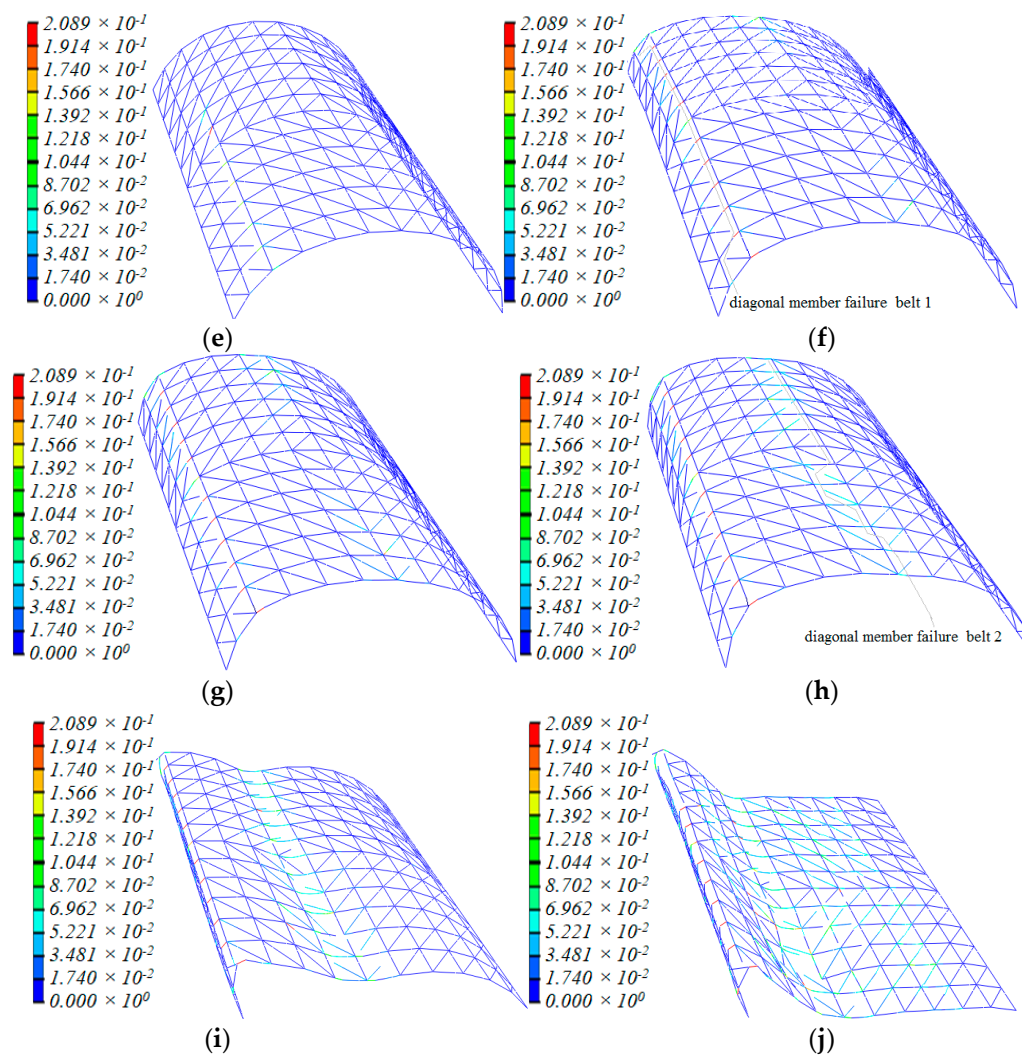 2.089 × 10⁻¹
1.914 × 10⁻¹
1.740 × 10⁻¹
1.566 × 10⁻¹
1.392 × 10⁻¹
1.218 × 10⁻¹
1.044 × 10⁻¹
8.702 × 10⁻²
6.962 × 10⁻²
5.221 × 10⁻²
3.481 × 10⁻²
1.740 × 10⁻²
0.000 × 10⁰
(e)
2.089 × 10⁻¹
1.914 × 10⁻¹
1.740 × 10⁻¹
1.566 × 10⁻¹
1.392 × 10⁻¹
1.218 × 10⁻¹
1.044 × 10⁻¹
8.702 × 10⁻²
6.962 × 10⁻²
5.221 × 10⁻²
3.481 × 10⁻²
1.740 × 10⁻²
0.000 × 10⁰
diagonal member failure belt 1
(f)
2.089 × 10⁻¹
1.914 × 10⁻¹
1.740 × 10⁻¹
1.566 × 10⁻¹
1.392 × 10⁻¹
1.218 × 10⁻¹
1.044 × 10⁻¹
8.702 × 10⁻²
6.962 × 10⁻²
5.221 × 10⁻²
3.481 × 10⁻²
1.740 × 10⁻²
0.000 × 10⁰
(g)
2.089 × 10⁻¹
1.914 × 10⁻¹
1.740 × 10⁻¹
1.566 × 10⁻¹
1.392 × 10⁻¹
1.218 × 10⁻¹
1.044 × 10⁻¹
8.702 × 10⁻²
6.962 × 10⁻²
5.221 × 10⁻²
3.481 × 10⁻²
1.740 × 10⁻²
0.000 × 10⁰
diagonal member failure belt 2
(h)
2.089 × 10⁻¹
1.914 × 10⁻¹
1.740 × 10⁻¹
1.566 × 10⁻¹
1.392 × 10⁻¹
1.218 × 10⁻¹
1.044 × 10⁻¹
8.702 × 10⁻²
6.962 × 10⁻²
5.221 × 10⁻²
3.481 × 10⁻²
1.740 × 10⁻²
0.000 × 10⁰
(i)
2.089 × 10⁻¹
1.914 × 10⁻¹
1.740 × 10⁻¹
1.566 × 10⁻¹
1.392 × 10⁻¹
1.218 × 10⁻¹
1.044 × 10⁻¹
8.702 × 10⁻²
6.962 × 10⁻²
5.221 × 10⁻²
3.481 × 10⁻²
1.740 × 10⁻²
0.000 × 10⁰
(j)